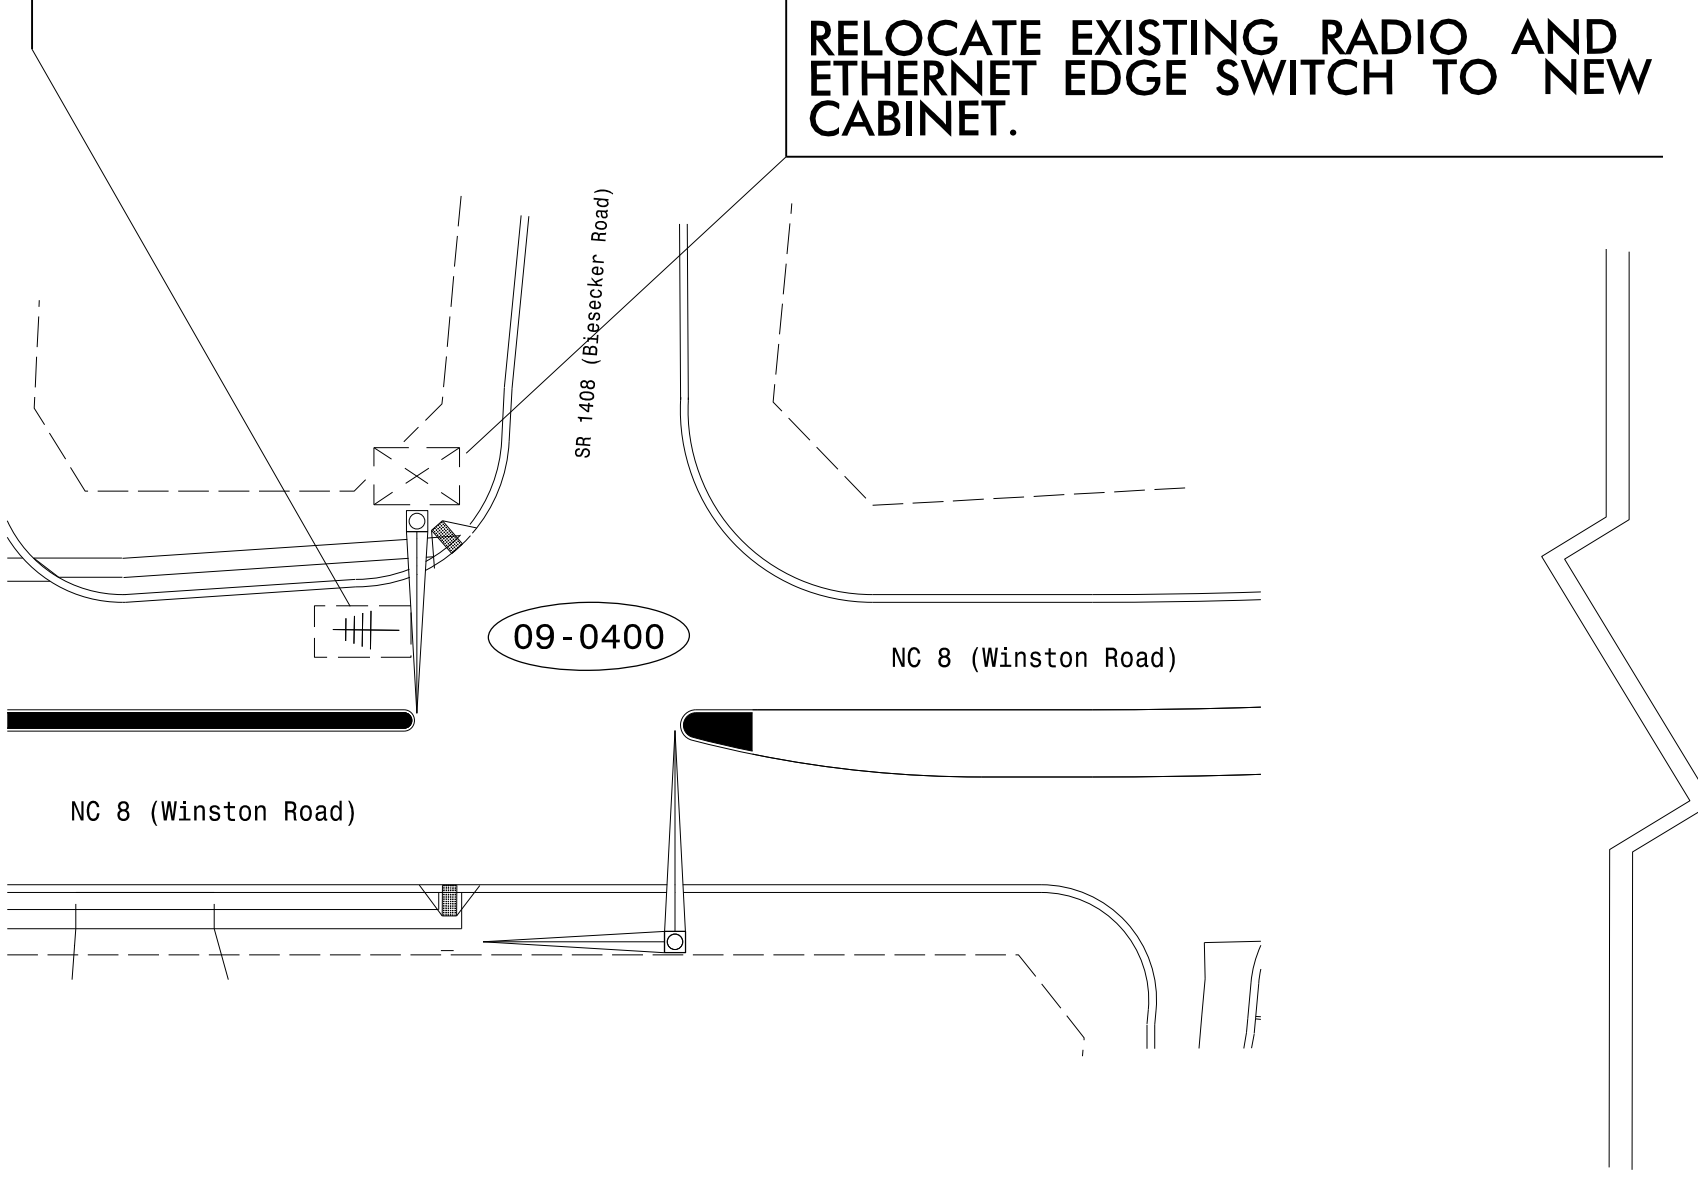 RELOCATE EXISTING RADIO AND
ETHERNET EDGE SWITCH TO NEW
CABINET.
SR 1408 (Biesecker Road)
09-0400
NC 8 (Winston Road)
NC 8 (Winston Road)